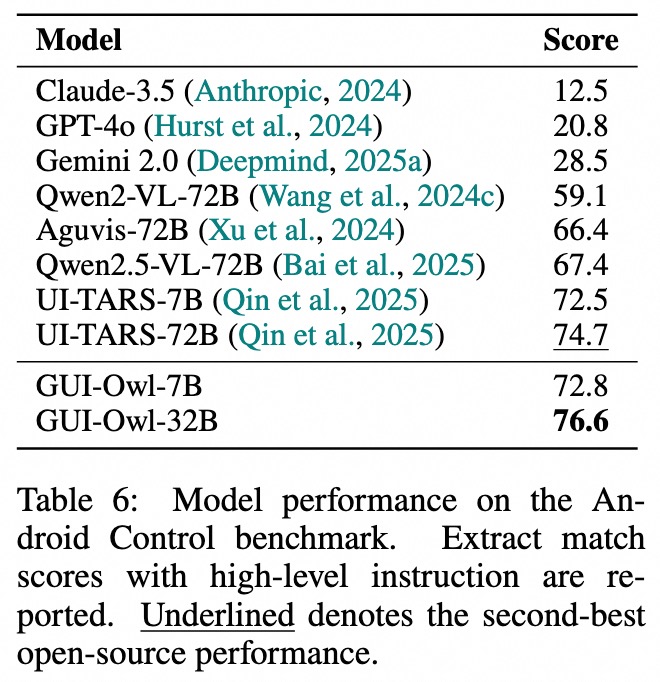 Model Score
Claude-3.5 (Anthropic, 2024) 12.5
GPT-4o (Hurst et al., 2024) 20.8
Gemini 2.0 (Deepmind, 2025a) 28.5
Qwen2-VL-72B (Wang et al., 2024c) 59.1
Aguvis-72B (Xu et al., 2024) 66.4
Qwen2.5-VL-72B (Bai et al., 2025) 67.4
UI-TARS-7B (Qin et al., 2025) 72.5
UI-TARS-72B (Qin et al., 2025) 74.7
GUI-Owl-7B 72.8
GUI-Owl-32B 76.6
Table 6: Model performance on the An-
droid Control benchmark. Extract match
scores with high-level instruction are re-
ported. Underlined denotes the second-best
open-source performance.